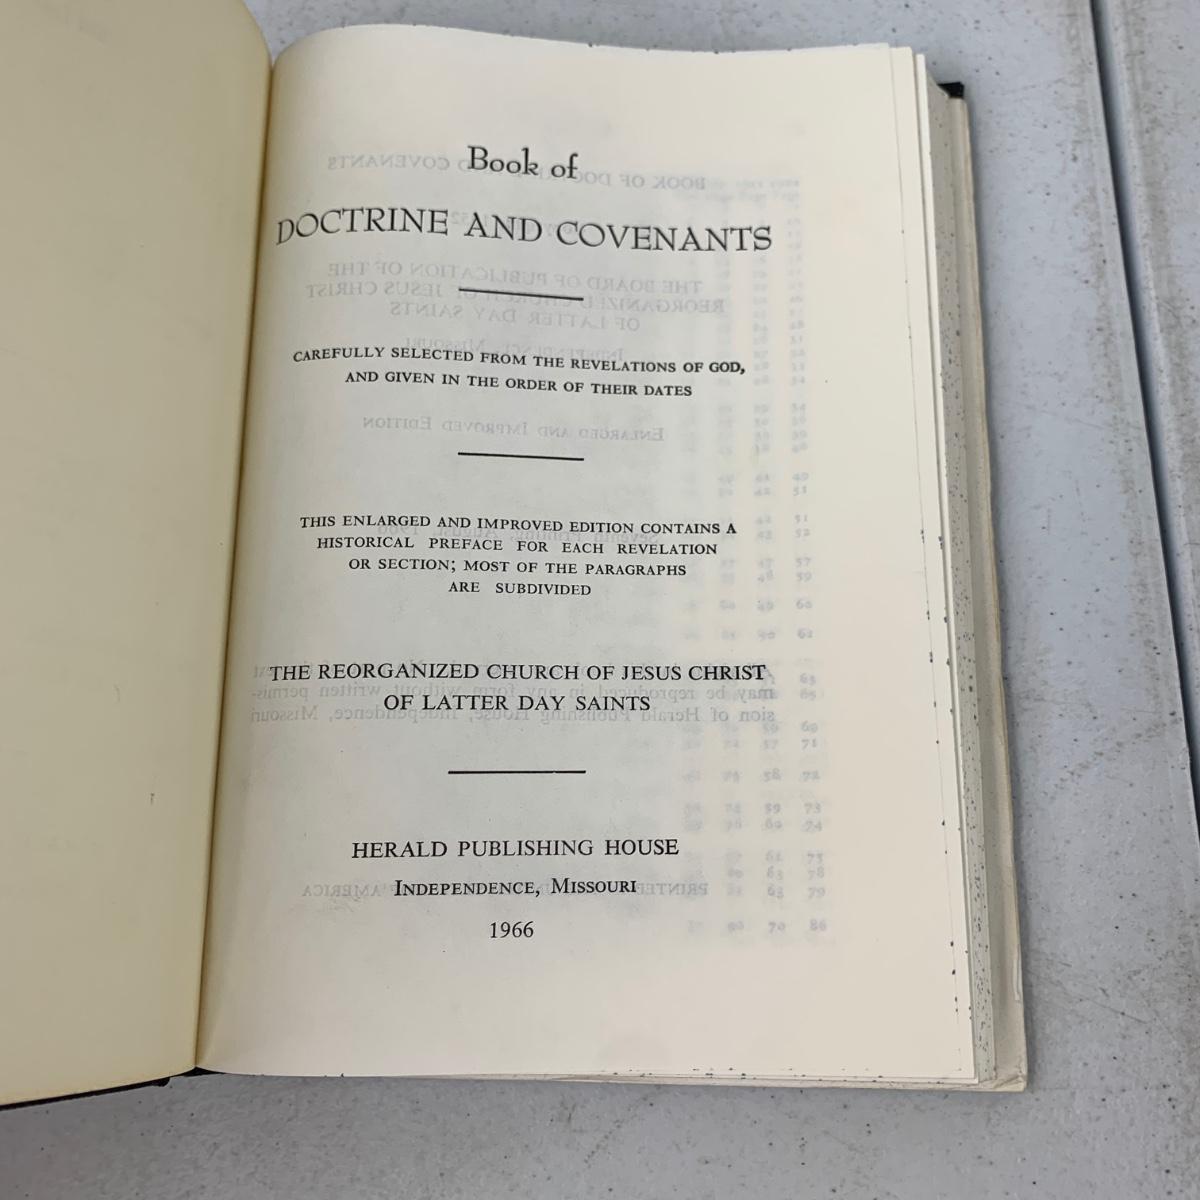 Book of
DOCTRINE AND COVENANTS
CAREFULLY SELECTED FROM THE REVELATIONS OF GOD,
AND GIVEN IN THE ORDER OF THEIR DATES
THIS ENLARGED AND IMPROVED EDITION CONTAINS A
HISTORICAL PREFACE FOR EACH REVELATION
OR SECTION; MOST OF THE PARAGRAPHS
ARE SUBDIVIDED
THE REORGANIZED CHURCH OF JESUS CHRIST
OF LATTER DAY SAINTS
HERALD PUBLISHING HOUSE
INDEPENDENCE, MISSOURI
1966